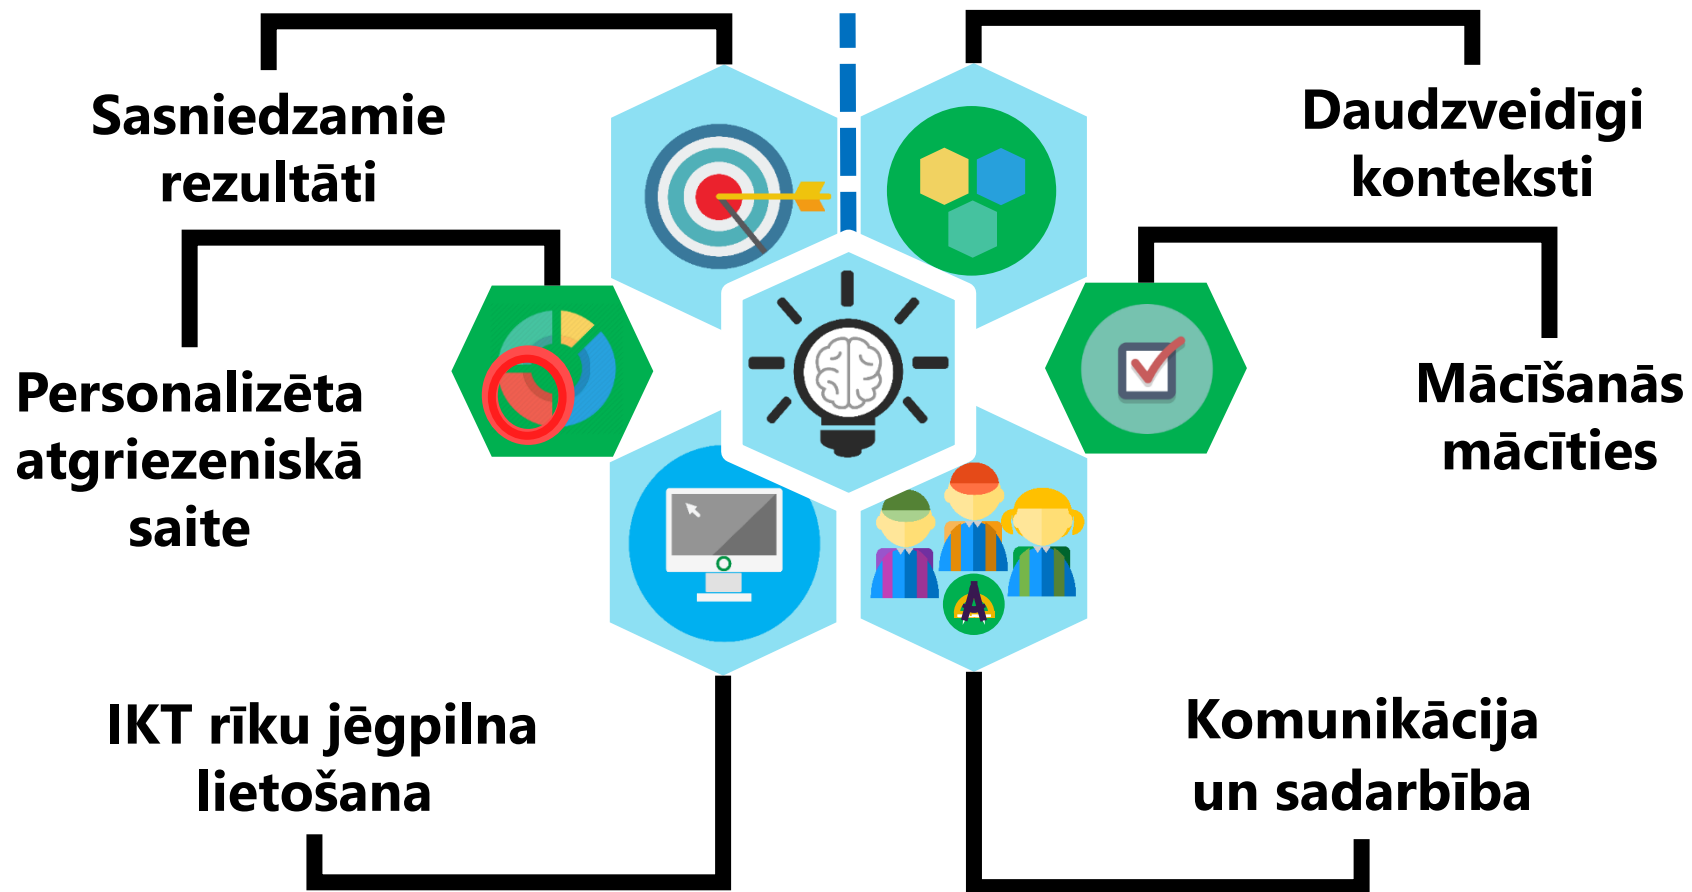 Sasniedzamie
rezultāti
Daudzveidīgi
konteksti
Personalizēta
atgriezeniskā
saite
Mācīšanās
mācīties
IKT rīku jēgpilna
lietošana
Komunikācija
un sadarbība